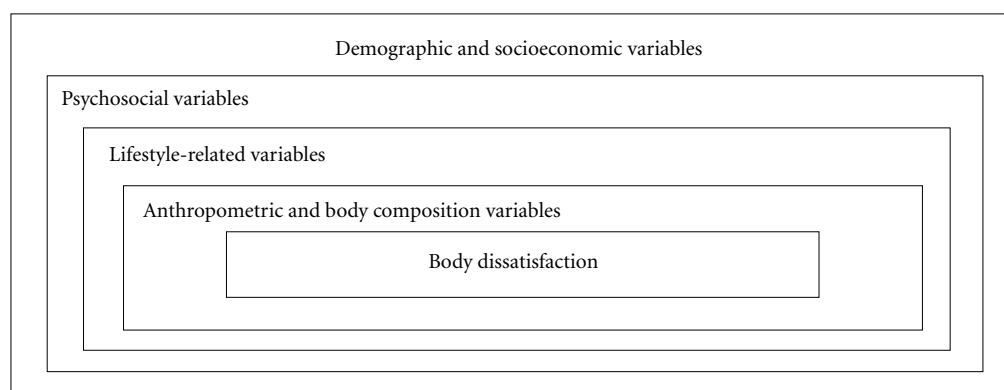 Demographic and socioeconomic variables
Psychosocial variables
Lifestyle-related variables
Anthropometric and body composition variables
Body dissatisfaction